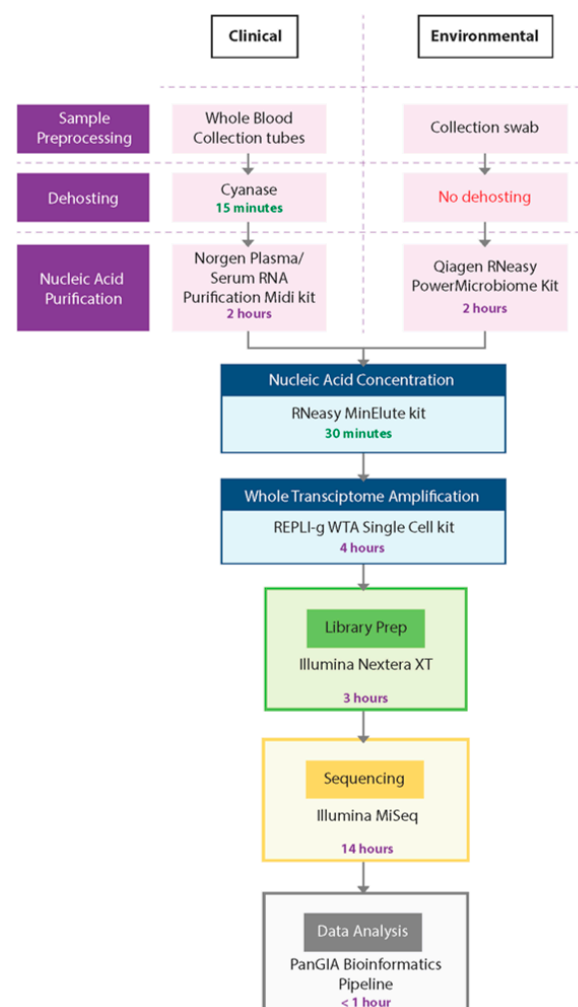 Clinical
Environmental
Sample
Preprocessing
Whole Blood
Collection tubes
Collection swab
Dehosting
Cyanase
15 minutes
No dehosting
Nucleic Acid
Purification
Norgen Plasma/
Serum RNA
Purification Midi kit
2 hours
Qiagen RNeasy
PowerMicrobiome Kit
2 hours
Nucleic Acid Concentration
RNeasy MinElute kit
30 minutes
Whole Transciptome Amplification
REPLI-g WTA Single Cell kit
4 hours
Library Prep
Illumina Nextera XT
3 hours
Sequencing
Illumina MiSeq
14 hours
Data Analysis
PanGIA Bioinformatics
Pipeline
< 1 hour